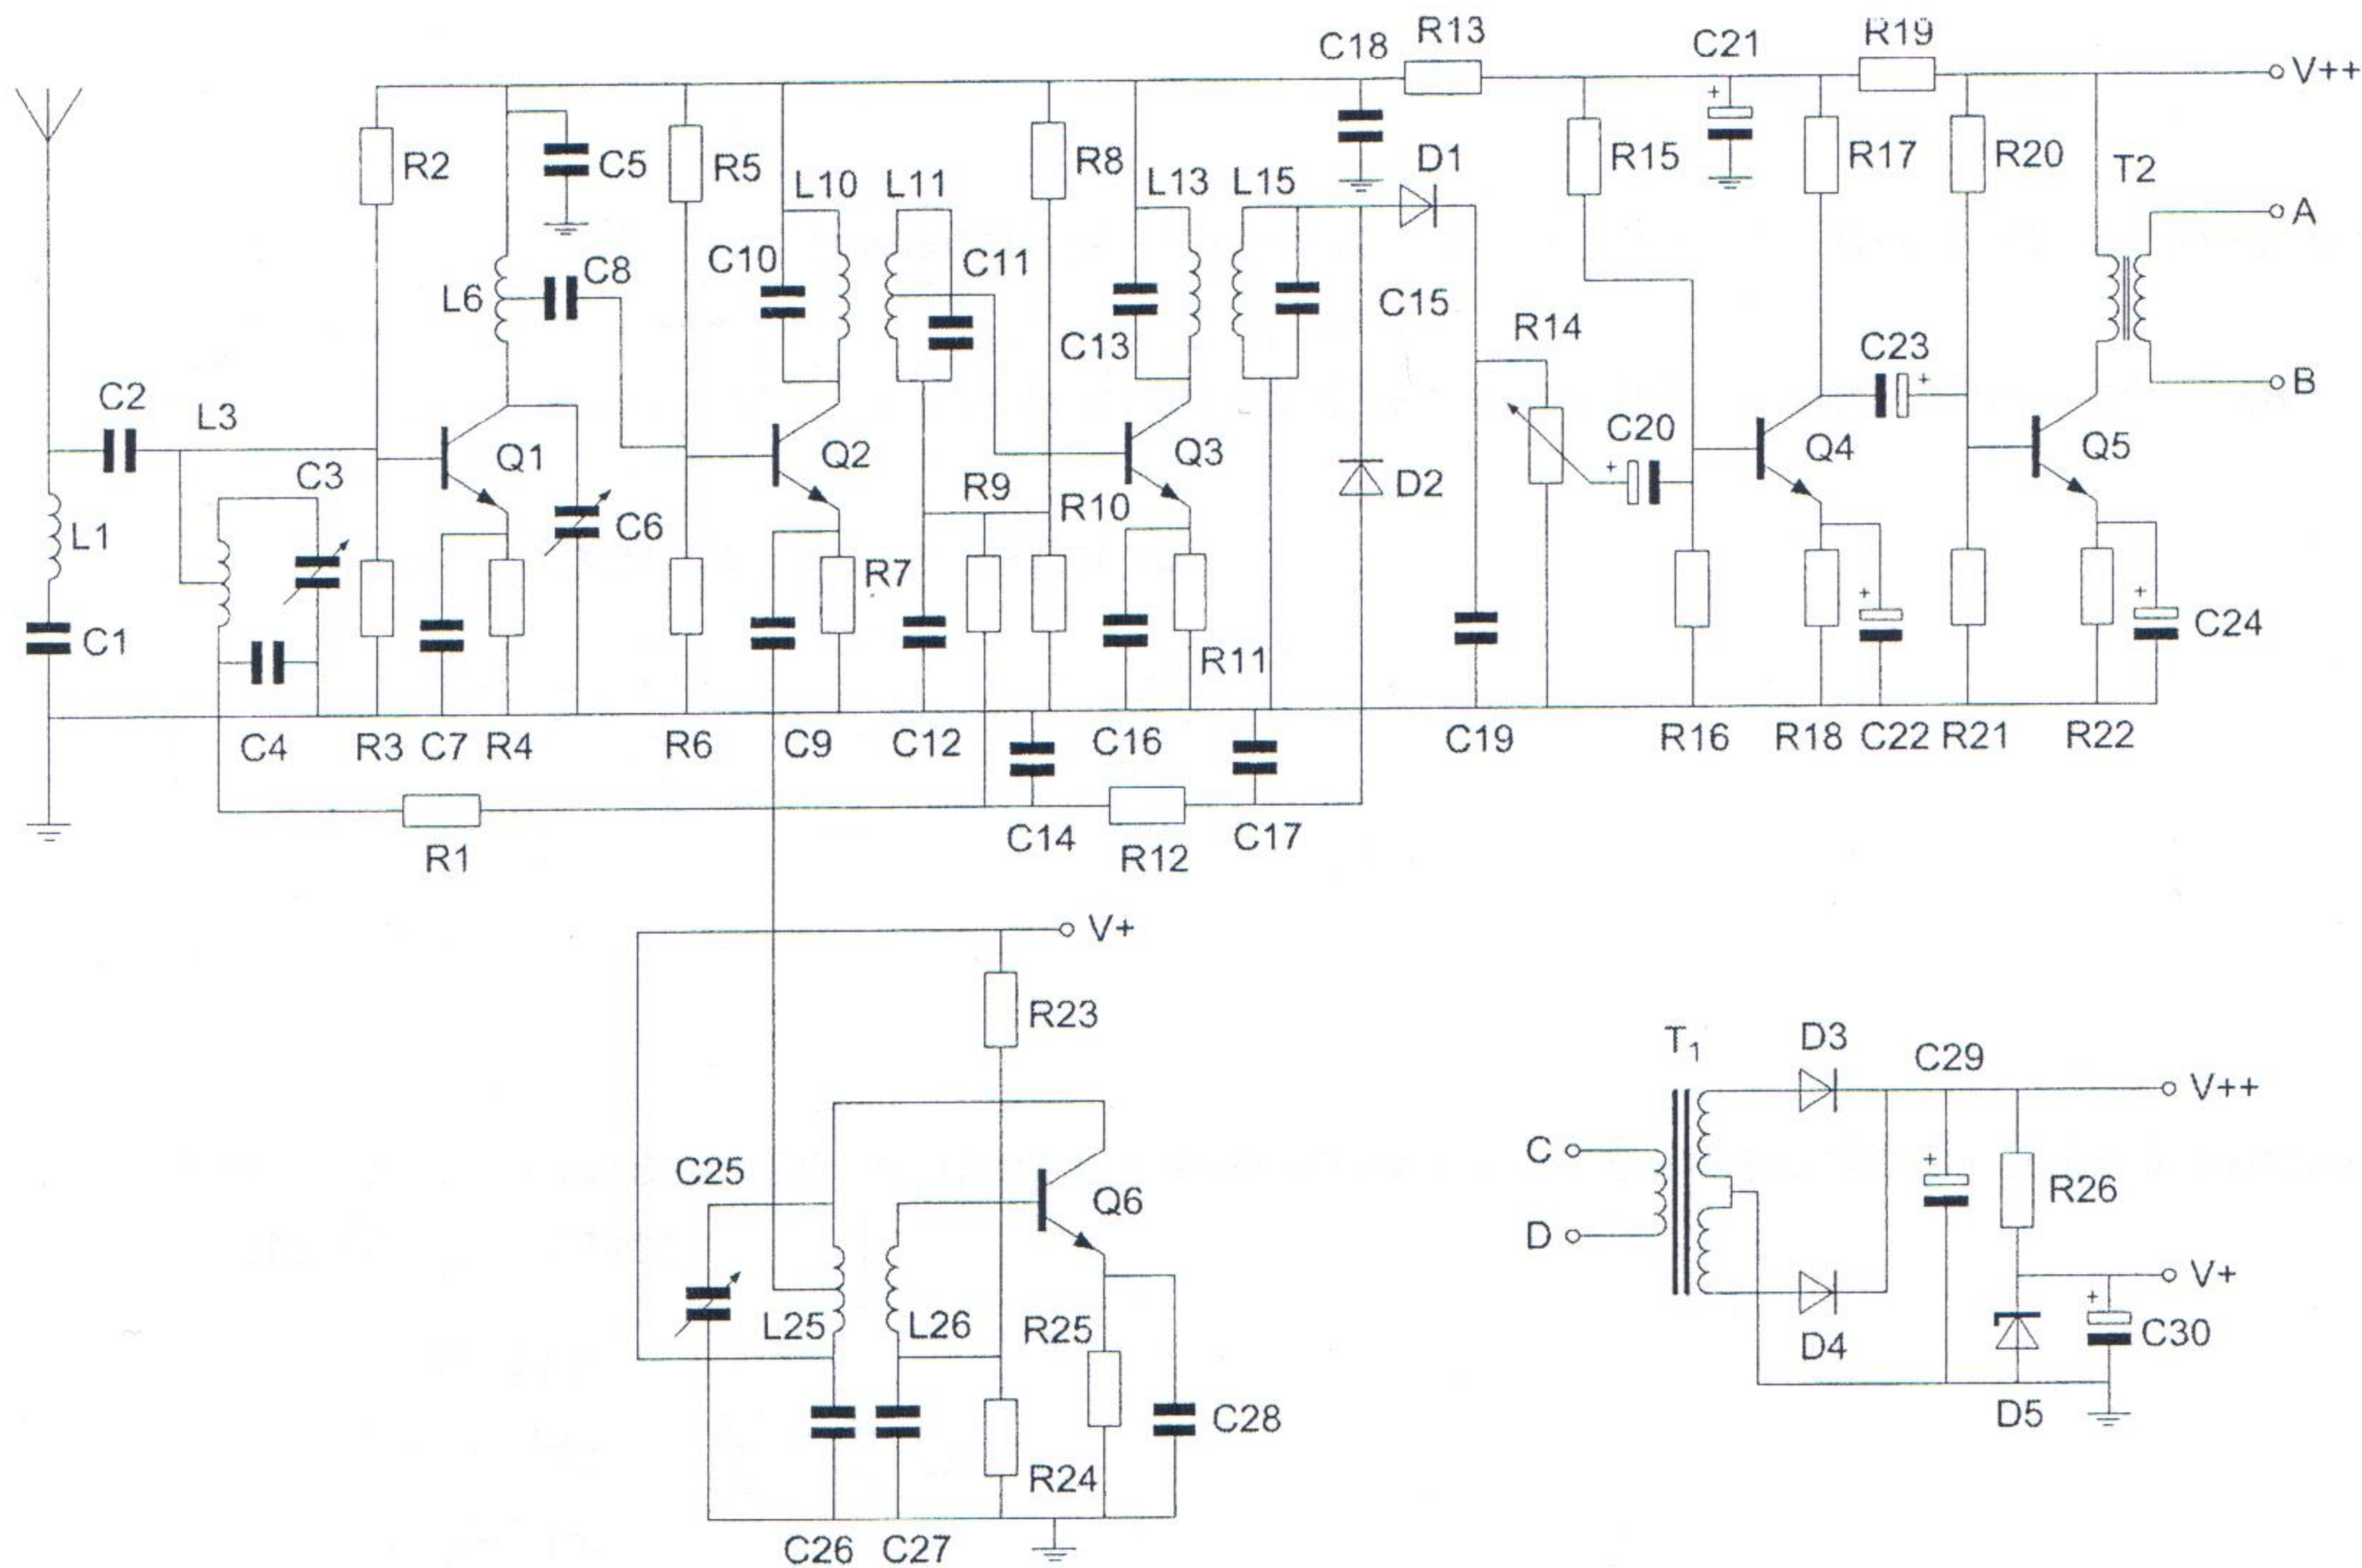 C18 R13 C21 R19
V++
R2 C5 R5 R8 D1 R15 R17 R20 T2
L10 L11 L13 L15
A
C10 C11 C8
L6 C15 R14
C13 C23
B
C2 L3
C3 Q1 Q2 Q3 C20 Q4 Q5
R9 R10 D2
L1 C6
R7
C1 R11 C24
C4 R3 C7 R4 R6 C9 C12 C16 C19 R16 R18 C22 R21 R22
R1 C14 R12 C17
V+
R23
T1 D3 C29
V++
C25 Q6 C R26
D
V+
L25 L26 R25 D4 C30
C28 D5
R24
C26 C27